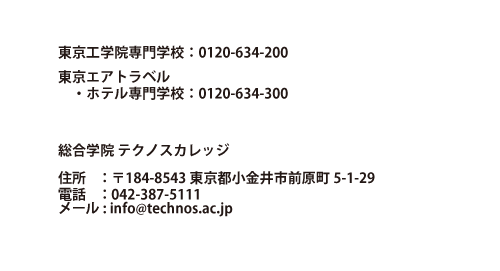 東京工学院専門学校：0120-634-200
東京エアトラベル
・ホテル専門学校：0120-634-300
総合学院 テクノスカレッジ
住所　：〒184-8543 東京都小金井市前原町 5-1-29
電話　：042-387-5111
メール : info@technos.ac.jp